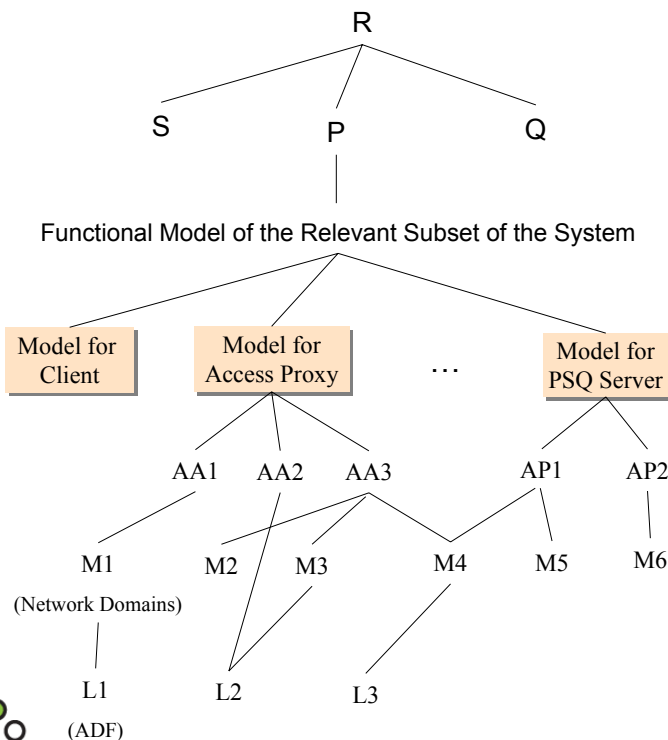 R
S P Q
Functional Model of the Relevant Subset of the System
Model for
Client
Model for
Access Proxy
...
Model for
PSQ Server
AA1 AA2 AA3 AP1 AP2
M1 M2 M3 M4 M5 M6
(Network Domains)
L1 L2 L3
(ADF)